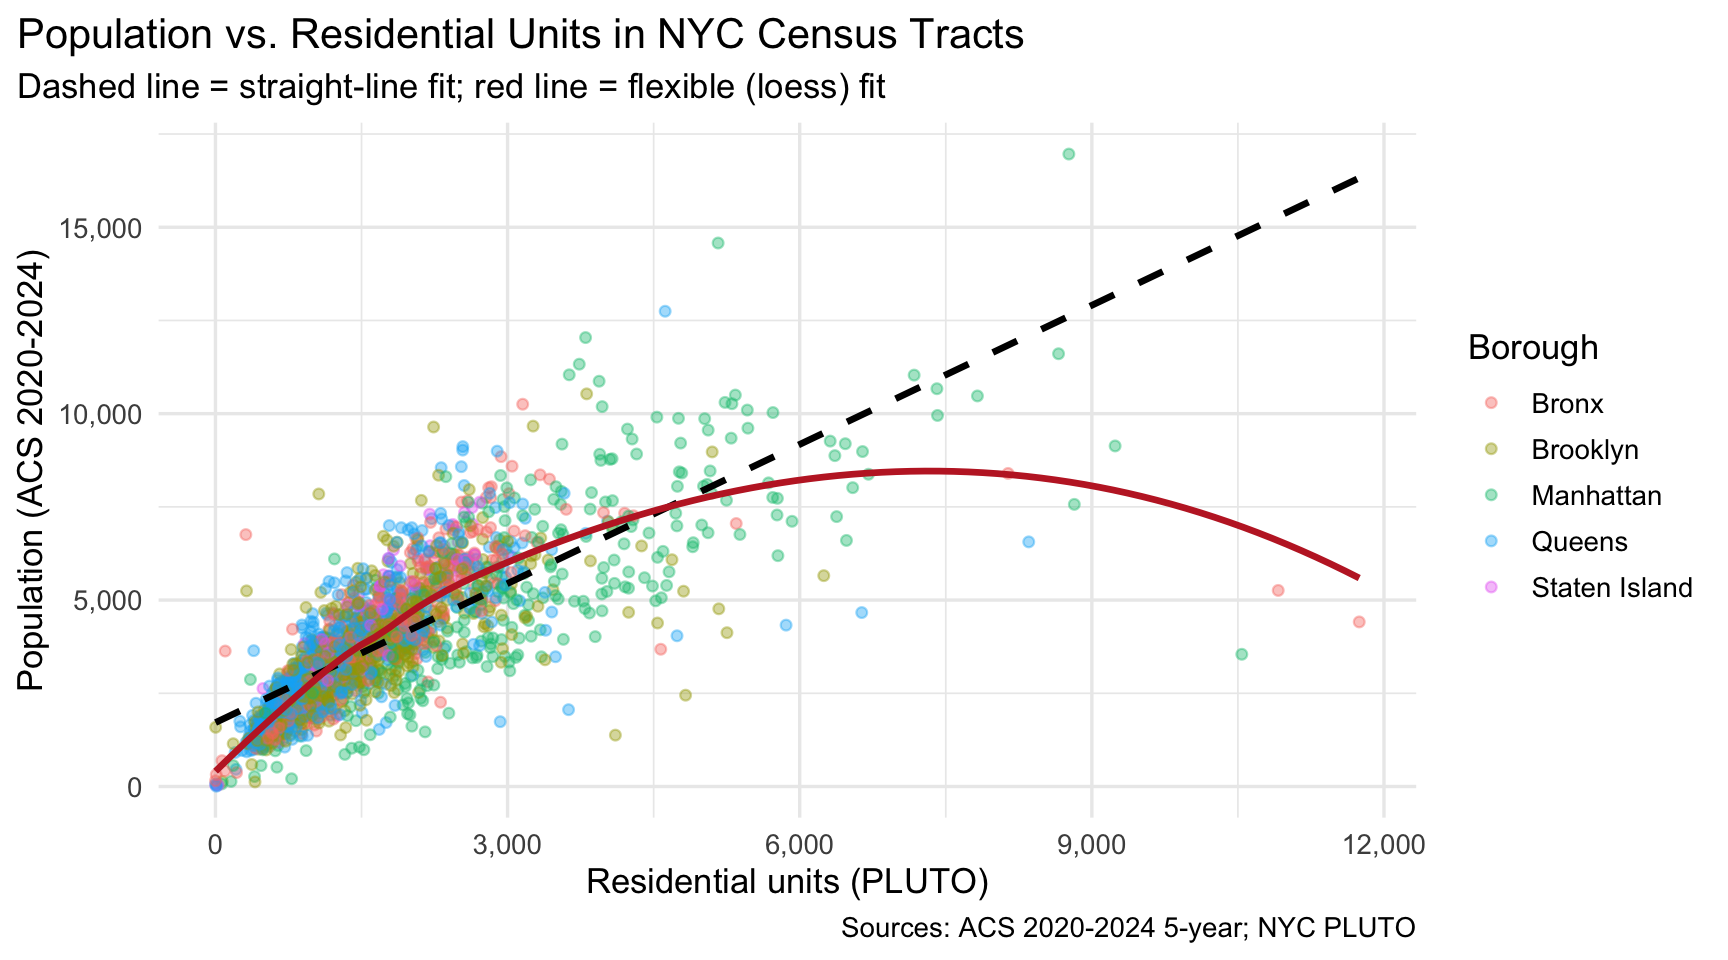 Population vs. Residential Units in NYC Census Tracts
Dashed line = straight-line fit; red line = flexible (loess) fit
Population (ACS 2020-2024)
15,000
10,000
5,000
0
0
3,000
6,000
9,000
12,000
Residential units (PLUTO)
Borough
Bronx
Brooklyn
Manhattan
Queens
Staten Island
Sources: ACS 2020-2024 5-year; NYC PLUTO